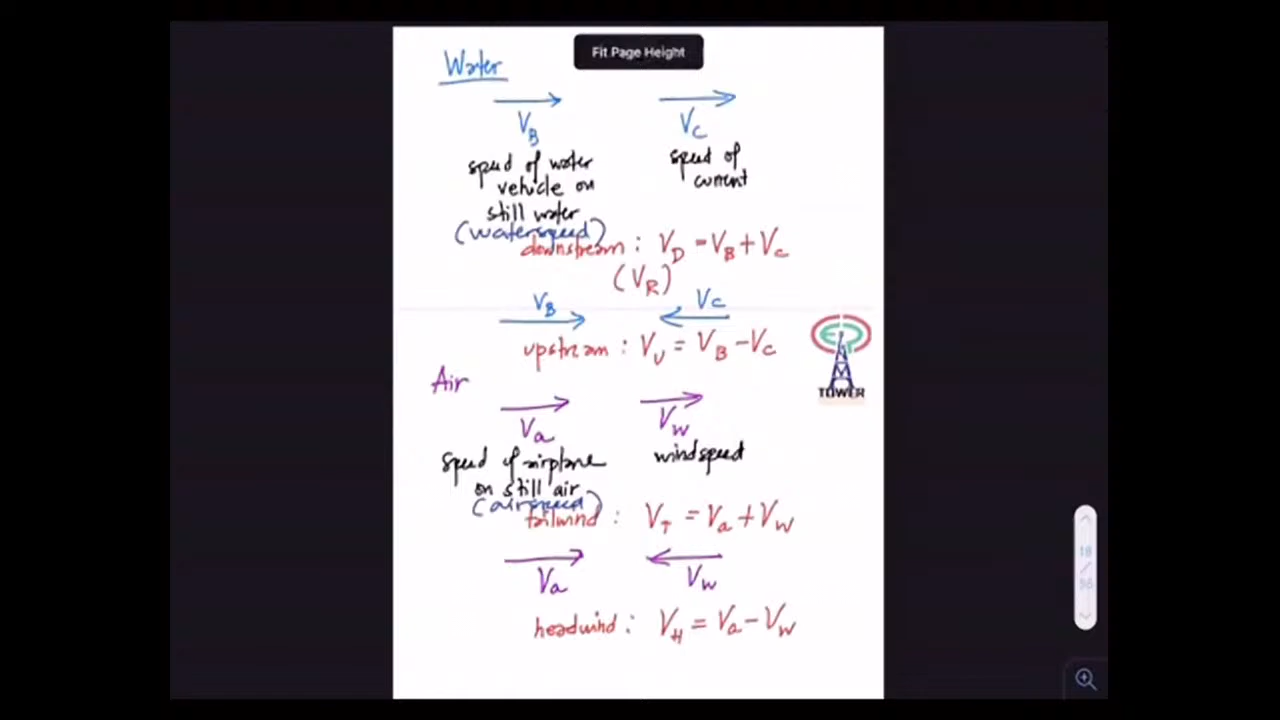 Fit Page Height
Water
V_B V_C
speed of water speed of
vehicle on current
still water
(waterspeed)
downstream : V_D = V_B + V_C
(V_R)
V_B V_C
upstream : V_U = V_B - V_C
TOWER
Air
V_a V_w
speed of airplane windspeed
on still air
(airspeed)
tailwind : V_T = V_a + V_w
V_a V_w
headwind : V_H = V_a - V_w
18
/
56